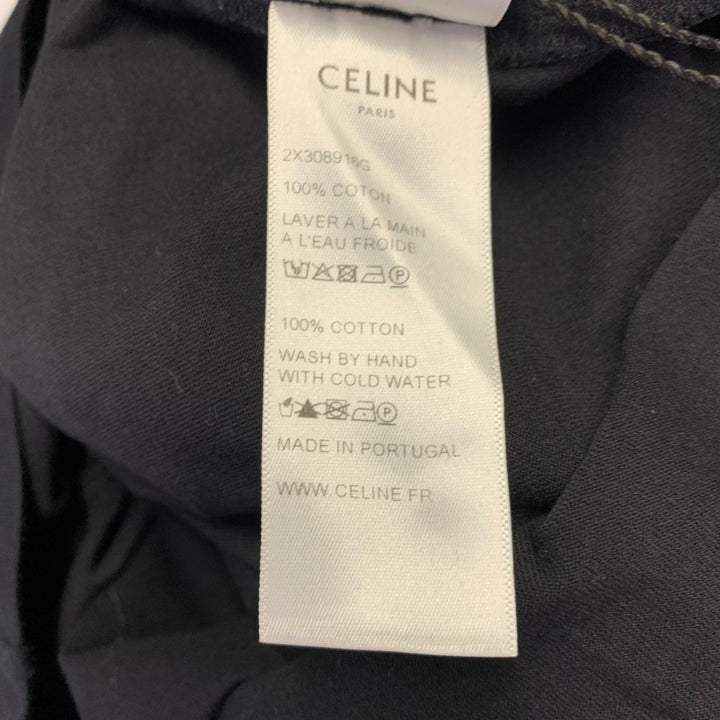 CELINE
PARIS
2X308916G
100% COTON
LAVER A LA MAIN
A L'EAU FROIDE
P
100% COTTON
WASH BY HAND
WITH COLD WATER
P
MADE IN PORTUGAL
WWW.CELINE.FR